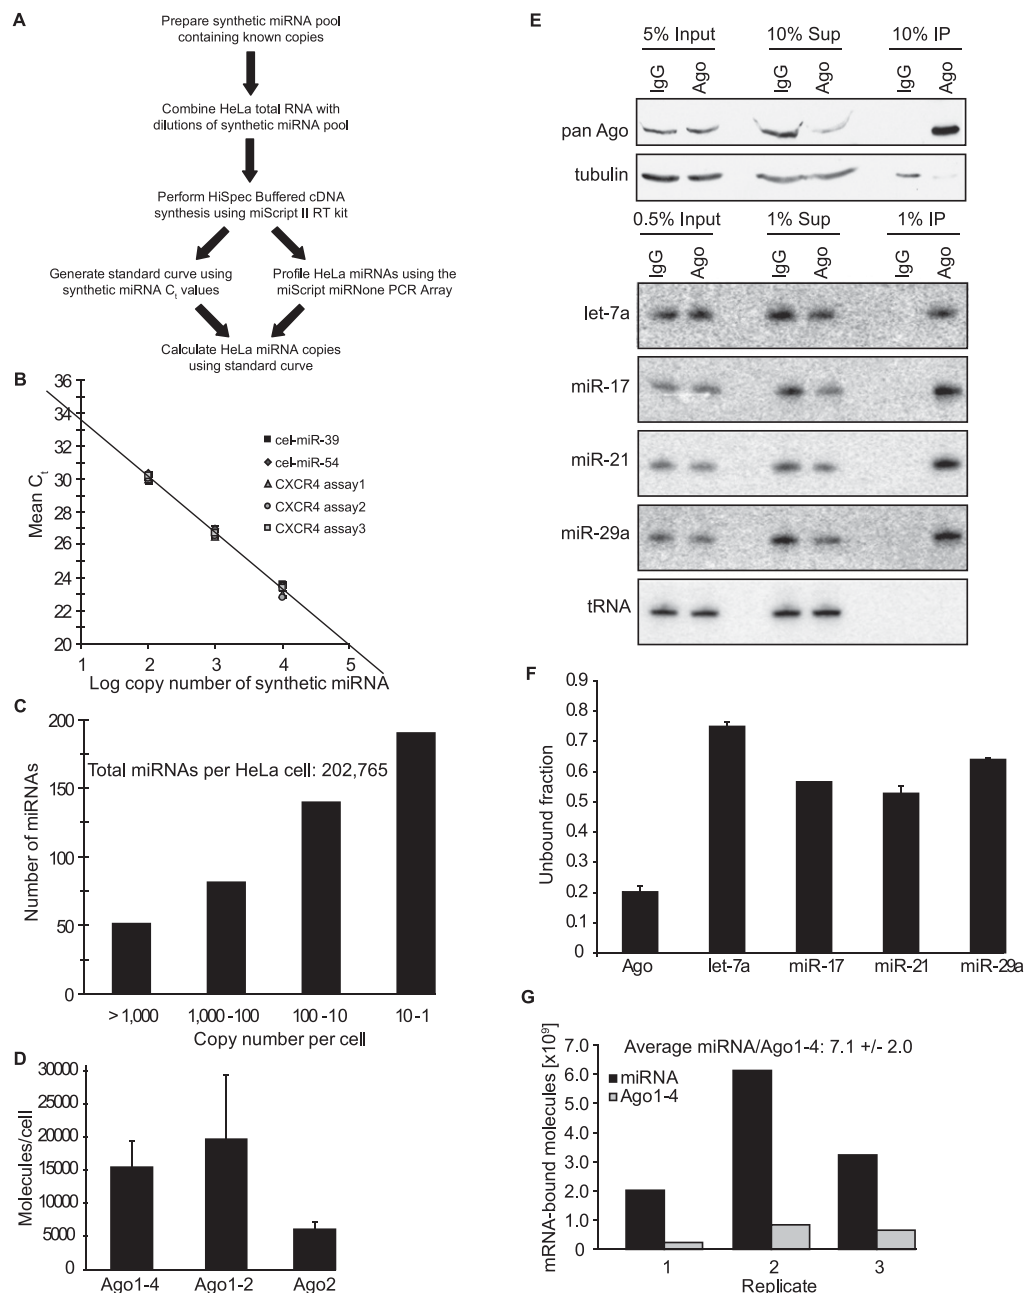 A
Prepare synthetic miRNA pool
containing known copies
Combine HeLa total RNA with
dilutions of synthetic miRNA pool
Perform HiSpec Buffered cDNA
synthesis using miScript II RT kit
Generate standard curve using
synthetic miRNA Ct values
Profile HeLa miRNAs using the
miScript miRNone PCR Array
Calculate HeLa miRNA copies
using standard curve
B
36
34
32
30
28
26
24
22
20
Mean Ct
cel-miR-39
cel-miR-54
CXCR4 assay1
CXCR4 assay2
CXCR4 assay3
1 2 3 4 5
Log copy number of synthetic miRNA
C
200
150
100
50
0
Number of miRNAs
Total miRNAs per HeLa cell: 202,765
>1,000 1,000-100 100-10 10-1
Copy number per cell
D
30000
25000
20000
15000
10000
5000
0
Molecules/cell
Ago1-4 Ago1-2 Ago2
E
5% Input 10% Sup 10% IP
IgG Ago IgG Ago IgG Ago
pan Ago
tubulin
0.5% Input 1% Sup 1% IP
IgG Ago IgG Ago IgG Ago
let-7a
miR-17
miR-21
miR-29a
tRNA
F
0.9
0.8
0.7
0.6
0.5
0.4
0.3
0.2
0.1
0
Unbound fraction
Ago let-7a miR-17 miR-21 miR-29a
G
7.0
6.0
5.0
4.0
3.0
2.0
1.0
0
mRNA-bound molecules [x10⁹]
Average miRNA/Ago1-4: 7.1 +/- 2.0
miRNA
Ago1-4
1 2 3
Replicate